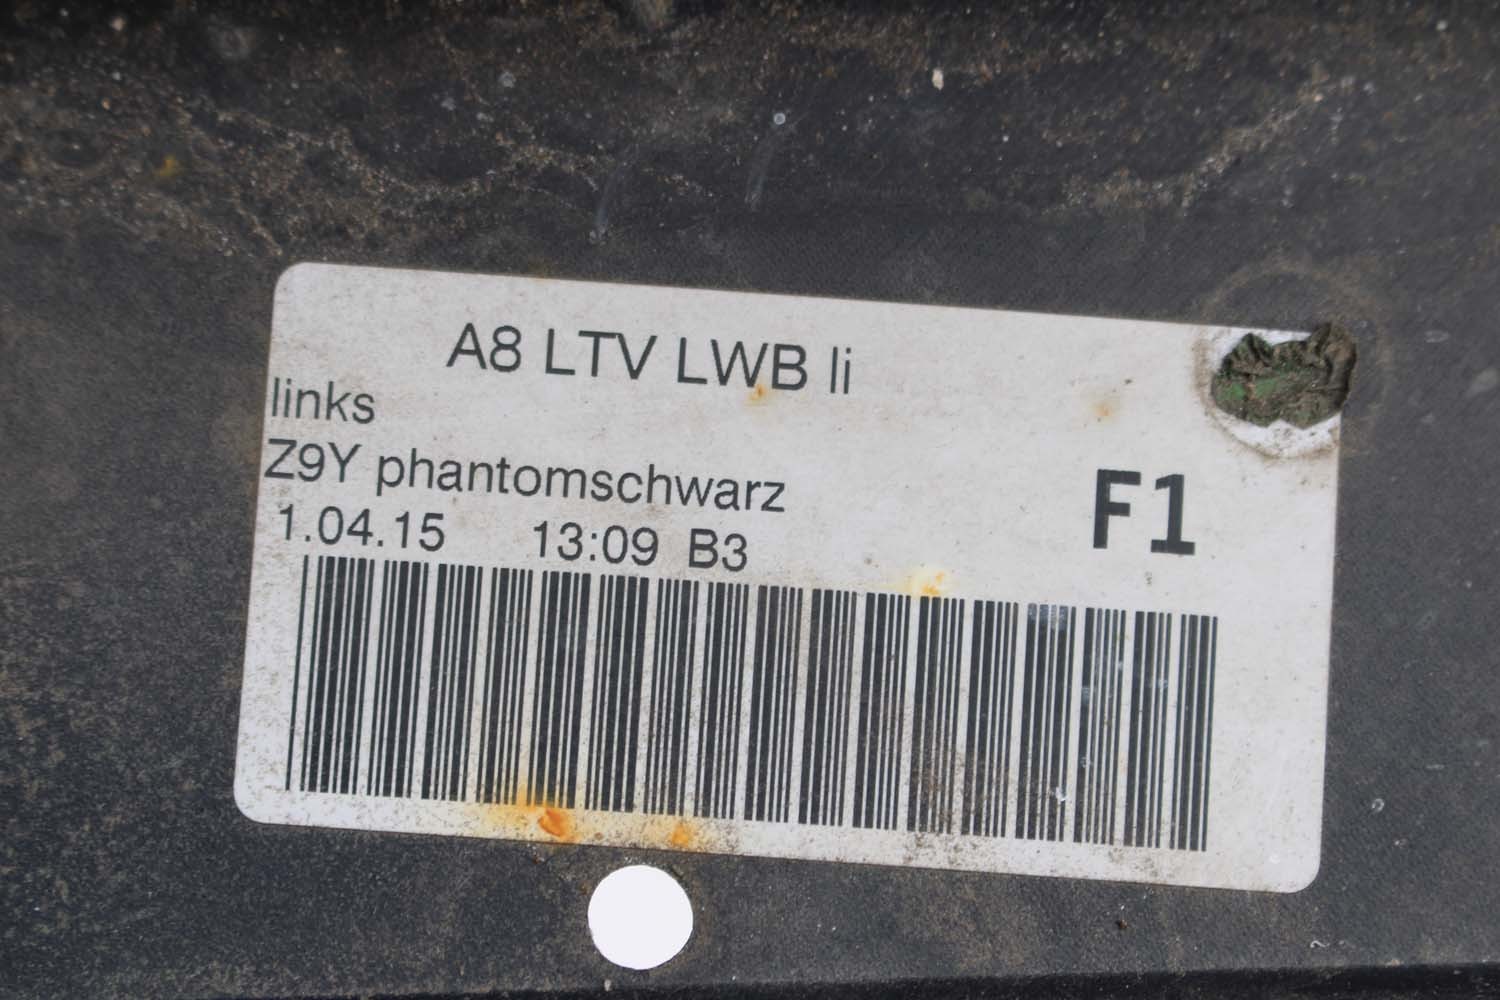 A8 LTV LWB li
links
Z9Y phantomschwarz
1.04.15 13:09 B3
F1